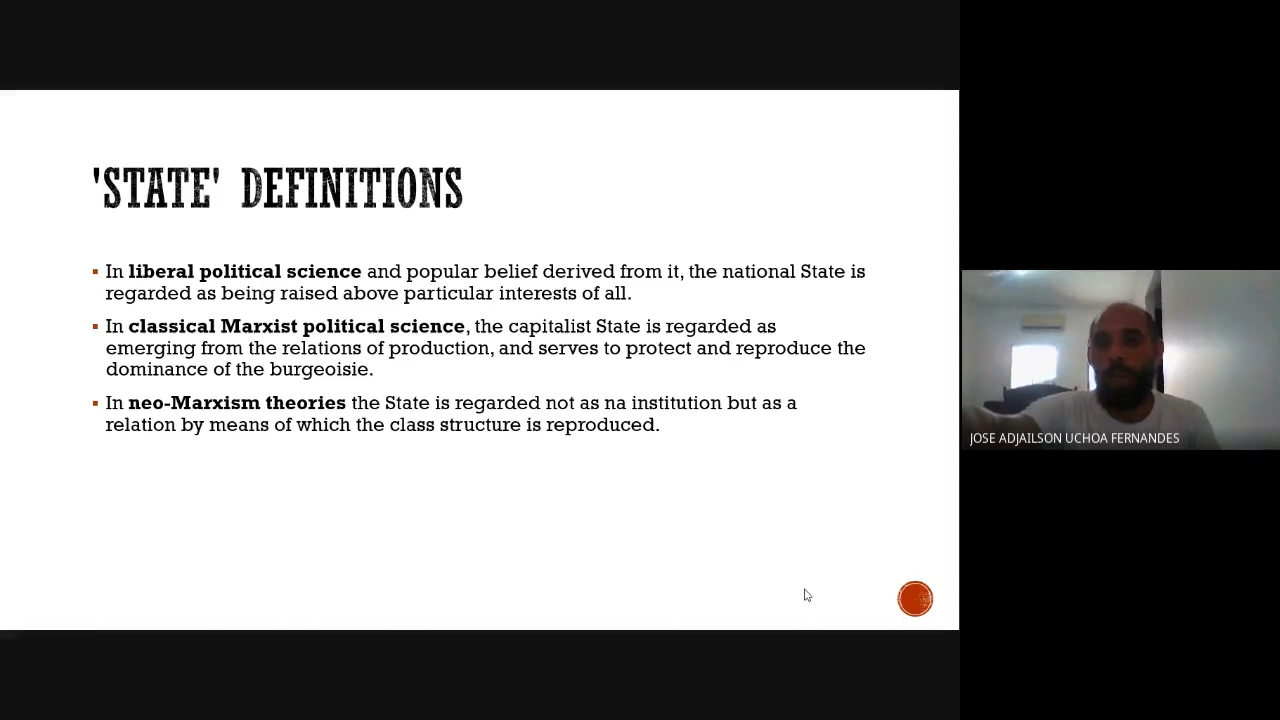 'STATE' DEFINITIONS
In liberal political science and popular belief derived from it, the national State is
regarded as being raised above particular interests of all.
In classical Marxist political science, the capitalist State is regarded as
emerging from the relations of production, and serves to protect and reproduce the
dominance of the burgeoisie.
In neo-Marxism theories the State is regarded not as na institution but as a
relation by means of which the class structure is reproduced.
JOSE ADJAILSON UCHOA FERNANDES